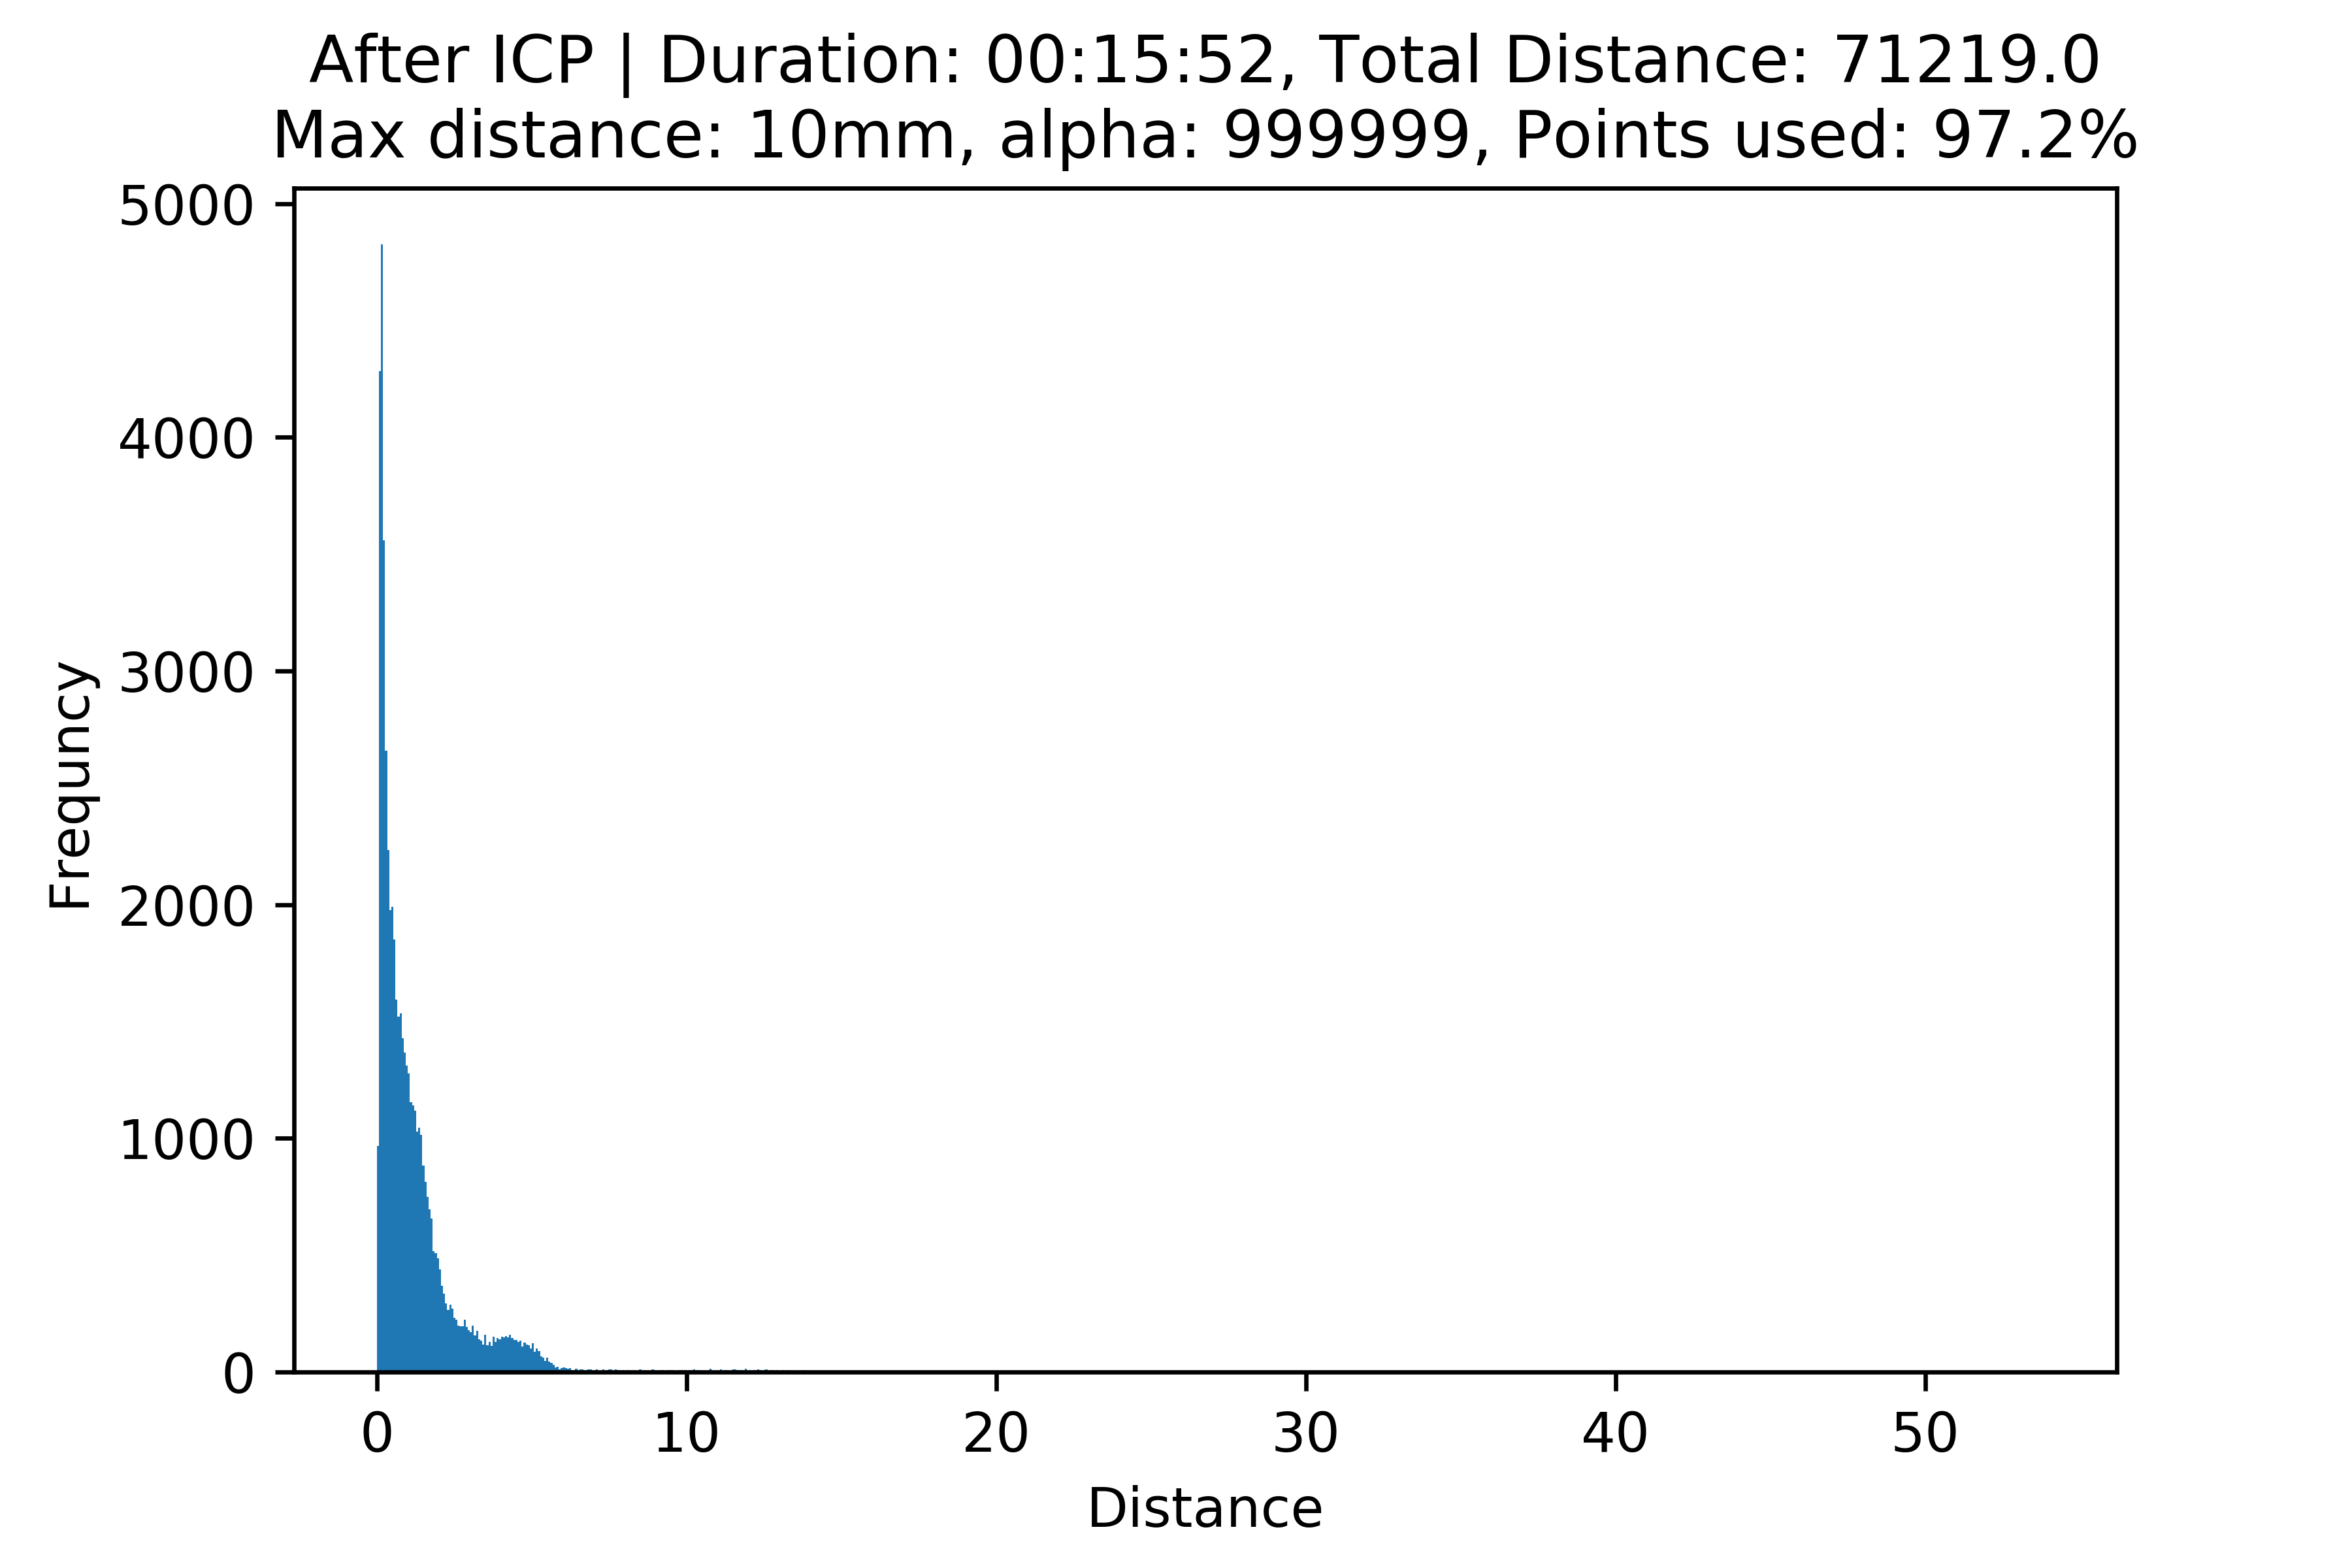 After ICP | Duration: 00:15:52, Total Distance: 71219.0
Max distance: 10mm, alpha: 999999, Points used: 97.2%
5000
4000
3000
2000
1000
0
Frequncy
0 10 20 30 40 50
Distance